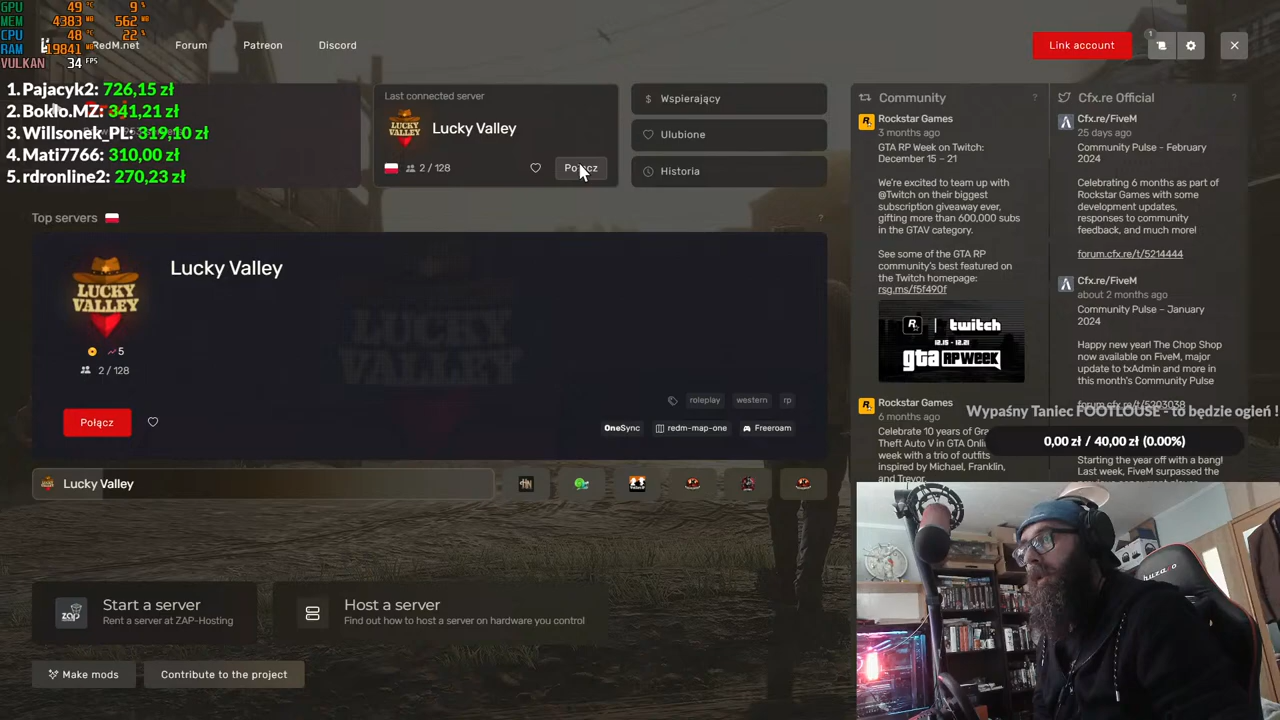 GPU 49 °C 9 %
MEM 4383 MB 562 MB
CPU 48 °C 22 %
RAM 19841 MB
VULKAN 34 FPS
RedM.net
Forum
Patreon
Discord
1
Link account
1.Pajacyk2: 726,15 zł
2.Bokło.MZ: 341,21 zł
3.Willsonek_PL: 319,10 zł
4.Mati7766: 310,00 zł
5.rdronline2: 270,23 zł
Last connected server
Lucky Valley
2 / 128
Wspierający
Ulubione
Historia
Top servers
?
LUCKY
VALLEY
Lucky Valley
5
2 / 128
Połącz
LUCKY
VALLEY
roleplay
western
rp
OneSync
redm-map-one
Freeroam
Lucky Valley
Start a server
Rent a server at ZAP-Hosting
Host a server
Find out how to host a server on hardware you control
Make mods
Contribute to the project
Community
?
Rockstar Games
3 months ago
GTA RP Week on Twitch:
December 15 – 21
We're excited to team up with
@Twitch on their biggest
subscription giveaway ever,
gifting more than 600,000 subs
in the GTAV category.
See some of the GTA RP
community's best featured on
the Twitch homepage:
rsg.ms/f5f490f
R twitch
12.15 - 12.21
gta RP WEEK
Rockstar Games
6 months ago
Celebrate 10 years of
Theft Auto V in GTA
week with a trio of outfits
inspired by Michael, Franklin,
and Trevor.
Cfx.re Official
?
Cfx.re/FiveM
25 days ago
Community Pulse - February
2024
Celebrating 6 months as part of
Rockstar Games with some
development updates,
responses to community
feedback, and much more!
forum.cfx.re/t/5214444
Cfx.re/FiveM
about 2 months ago
Community Pulse – January
2024
Happy new year! The Chop Shop
now available on FiveM, major
update to txAdmin and more in
this month's Community Pulse
Wypaśny Taniec FOOTLOUSE - to będzie ogień !
0,00 zł / 40,00 zł (0.00%)
Starting the year off with a bang!
Last week, FiveM surpassed the